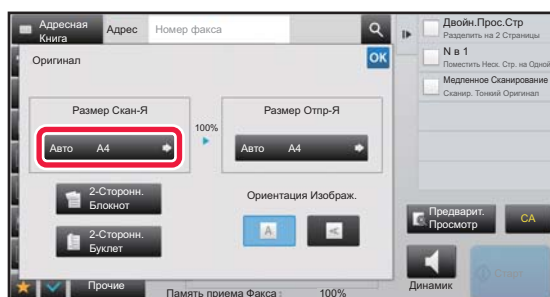 Адресная
Книга
Адрес
Номер факса
Оригинал
OK
Размер Скан-Я
Авто A4
100%
Размер Отпр-Я
Авто A4
2-Сторонн.
Блокнот
2-Сторонн.
Буклет
Ориентация Изображ.
A
A
Прочие
Память приема Факса :
100%
Двойн.Прос.Стр
Разделить на 2 Страницы
N в 1
Поместить Неск. Стр. на Одной
Медленное Сканирование
Сканир. Тонкий Оригинал
Предварит.
Просмотр
CA
Динамик
Старт